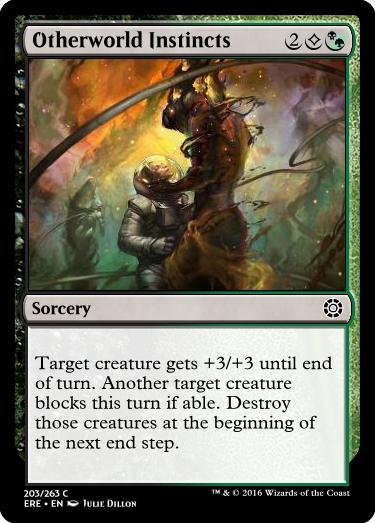 Otherworld Instincts 2
Sorcery
Target creature gets +3/+3 until end
of turn. Another target creature
blocks this turn if able. Destroy
those creatures at the beginning of
the next end step.
203/263 C
ERE • EN JULIE DILLON
™ & © 2016 Wizards of the Coast